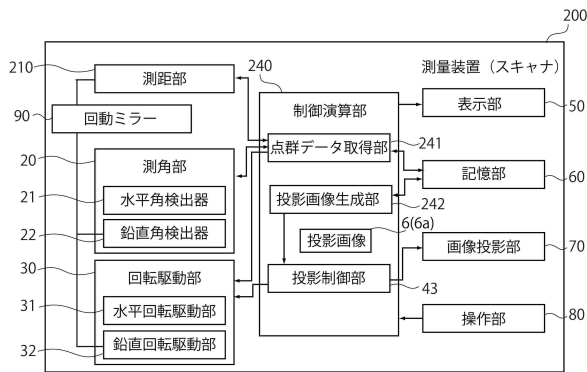 200
測量装置（スキャナ）
210
測距部
90
回動ミラー
20
測角部
21
水平角検出器
22
鉛直角検出器
30
回転駆動部
31
水平回転駆動部
32
鉛直回転駆動部
240
制御演算部
点群データ取得部
241
投影画像生成部
242
6(6a)
投影画像
投影制御部
43
表示部
50
記憶部
60
画像投影部
70
操作部
80